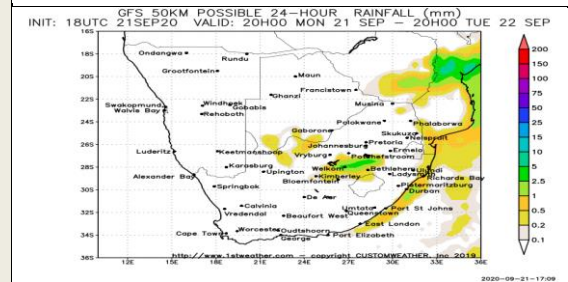 GFS 50KM POSSIBLE 24-HOUR RAINFALL (mm)
INIT: 18UTC 21SEP20 VALID: 20H00 MON 21 SEP - 20H00 TUE 22 SEP
16S
18S
20S
22S
24S
26S
28S
30S
32S
34S
36S
Ondangwa
Rundu
Grootfontein
Maun
Francistown
Ghanzi
Swakopmund
Walvis Bay
Windhoek
Gobabis
Rehoboth
Musina
Polokwane
Phalaborwa
Skukuza
Nelspruit
Gaborone
Pretoria
Johannesburg
Ermelo
Luderitz
Keetmanshoop
Vryburg
Potchefstroom
Karasburg
Upington
Welkom
Kimberley
Bethlehem
Ulundi
Ladysmith
Richards Bay
Alexander Bay
Bloemfontein
Springbok
Pietermaritzburg
Durban
De Aar
Calvinia
Vredendal
Beaufort West
Umtata
Port St Johns
Queenstown
East London
Cape Town
Worcester
Oudtshoorn
George
Port Elizabeth
http://www.1stweather.com - copyright CUSTOMWEATHER, Inc 2019
12E 15E 18E 21E 24E 27E 30E 33E 36E
200
150
100
75
50
25
15
10
5
2.5
1
0.5
0.2
0.1
2020-09-21-17:09